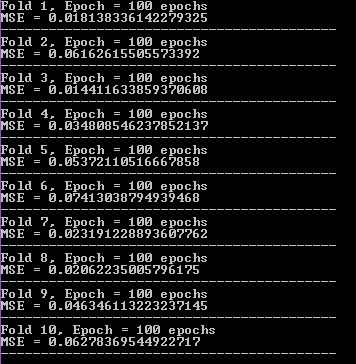 Fold 1, Epoch = 100 epochs
MSE = 0.018138336142279325
------------------------------------------
Fold 2, Epoch = 100 epochs
MSE = 0.06162615505573392
------------------------------------------
Fold 3, Epoch = 100 epochs
MSE = 0.014411633859370608
------------------------------------------
Fold 4, Epoch = 100 epochs
MSE = 0.034808546237852137
------------------------------------------
Fold 5, Epoch = 100 epochs
MSE = 0.05372110516667858
------------------------------------------
Fold 6, Epoch = 100 epochs
MSE = 0.07413038794939468
------------------------------------------
Fold 7, Epoch = 100 epochs
MSE = 0.023191228893607762
------------------------------------------
Fold 8, Epoch = 100 epochs
MSE = 0.02062235005796175
------------------------------------------
Fold 9, Epoch = 100 epochs
MSE = 0.046346113223237145
------------------------------------------
Fold 10, Epoch = 100 epochs
MSE = 0.06278369544922717
------------------------------------------